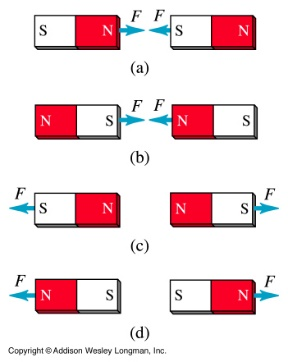 S N F F S N
(a)
N S F F N S
(b)
F S N N S F
(c)
F N S S N F
(d)
Copyright © Addison Wesley Longman, Inc.